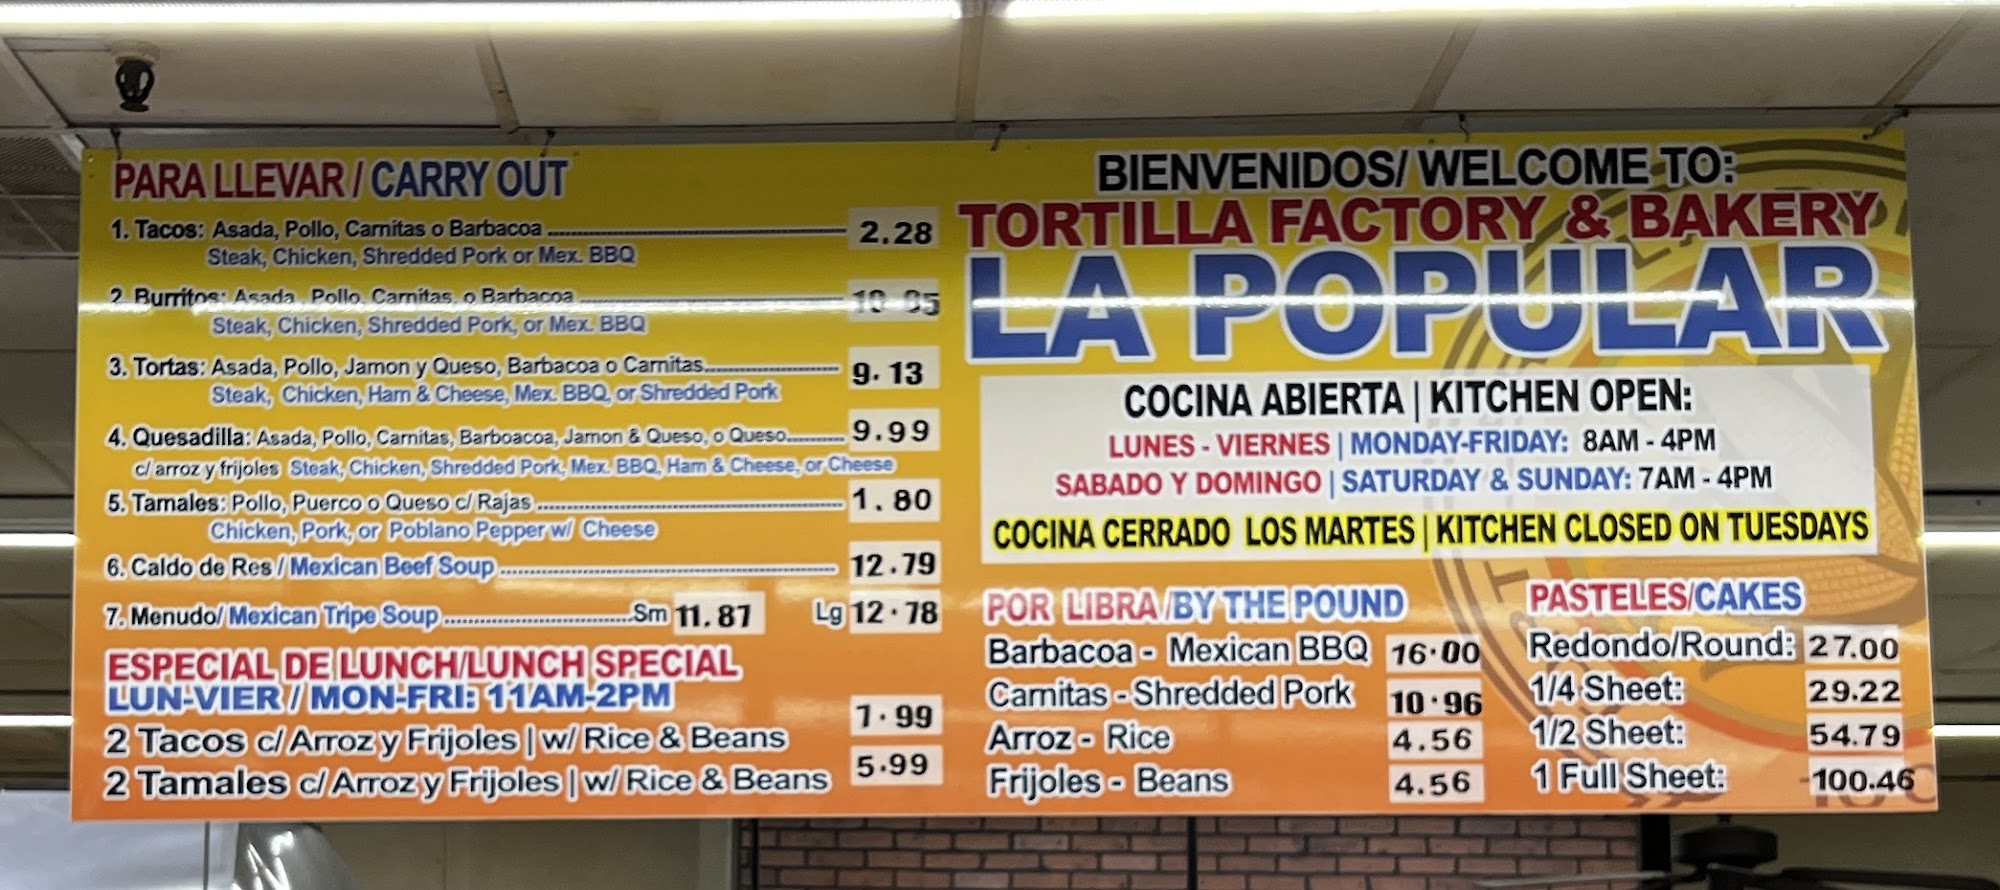 PARA LLEVAR / CARRY OUT
1. Tacos: Asada, Pollo, Carnitas o Barbacoa 2.28
Steak, Chicken, Shredded Pork or Mex. BBQ
2. Burritos: Asada, Pollo, Carnitas, o Barbacoa
Steak, Chicken, Shredded Pork, or Mex. BBQ
3. Tortas: Asada, Pollo, Jamon y Queso, Barbacoa o Carnitas 9.13
Steak, Chicken, Ham & Cheese, Mex. BBQ, or Shredded Pork
4. Quesadilla: Asada, Pollo, Carnitas, Barboacoa, Jamon & Queso, o Queso 9.99
c/ arroz y frijoles Steak, Chicken, Shredded Pork, Mex. BBQ, Ham & Cheese, or Cheese
5. Tamales: Pollo, Puerco o Queso c/ Rajas 1.80
Chicken, Pork, or Poblano Pepper w/ Cheese
6. Caldo de Res / Mexican Beef Soup 12.79
7. Menudo/ Mexican Tripe Soup Sm 11.87 Lg 12.78
ESPECIAL DE LUNCH/LUNCH SPECIAL
LUN-VIER / MON-FRI: 11AM-2PM
2 Tacos c/ Arroz y Frijoles | w/ Rice & Beans 7.99
2 Tamales c/ Arroz y Frijoles | w/ Rice & Beans 5.99
BIENVENIDOS/ WELCOME TO:
TORTILLA FACTORY & BAKERY
LA POPULAR
COCINA ABIERTA | KITCHEN OPEN:
LUNES - VIERNES | MONDAY-FRIDAY: 8AM - 4PM
SABADO Y DOMINGO | SATURDAY & SUNDAY: 7AM - 4PM
COCINA CERRADO LOS MARTES | KITCHEN CLOSED ON TUESDAYS
POR LIBRA/BY THE POUND
Barbacoa - Mexican BBQ 16.00
Carnitas - Shredded Pork 10.96
Arroz - Rice 4.56
Frijoles - Beans 4.56
PASTELES/CAKES
Redondo/Round: 27.00
1/4 Sheet: 29.22
1/2 Sheet: 54.79
1 Full Sheet: 100.46